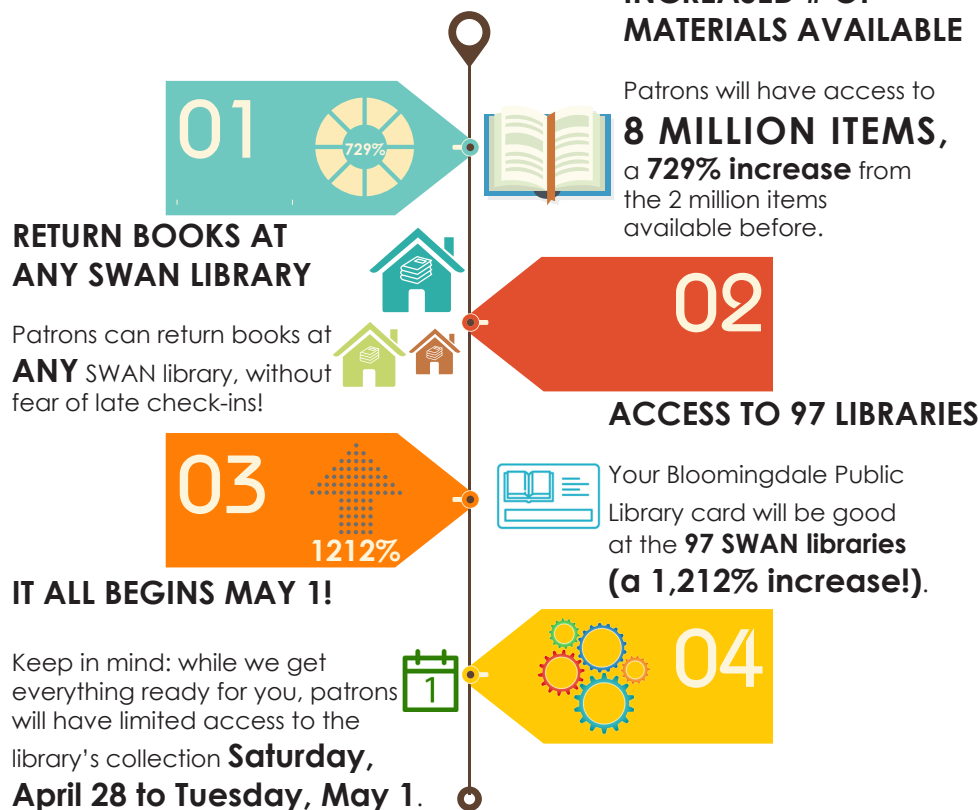 MATERIALS AVAILABLE
01
729%
Patrons will have access to
8 MILLION ITEMS,
a 729% increase from
the 2 million items
available before.
RETURN BOOKS AT
ANY SWAN LIBRARY
02
Patrons can return books at
ANY SWAN library, without
fear of late check-ins!
ACCESS TO 97 LIBRARIES
03
1212%
Your Bloomingdale Public
Library card will be good
at the 97 SWAN libraries
(a 1,212% increase!).
IT ALL BEGINS MAY 1!
04
Keep in mind: while we get
everything ready for you, patrons
will have limited access to the
library's collection Saturday,
April 28 to Tuesday, May 1.
1